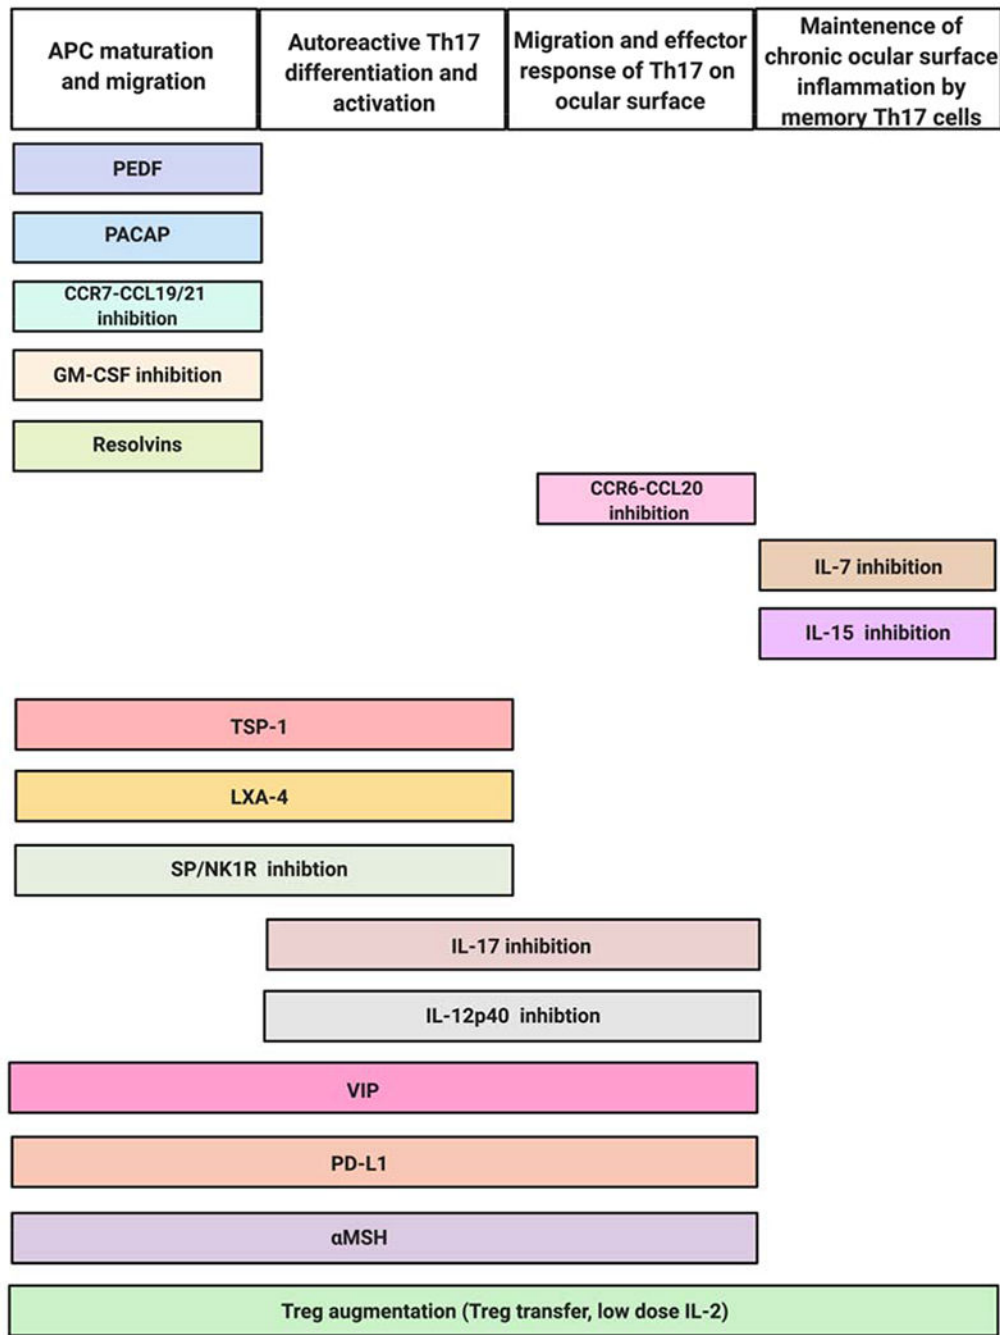 APC maturation
and migration
Autoreactive Th17
differentiation and
activation
Migration and effector
response of Th17 on
ocular surface
Maintenence of
chronic ocular surface
inflammation by
memory Th17 cells
PEDF
PACAP
CCR7-CCL19/21
inhibition
GM-CSF inhibition
Resolvins
CCR6-CCL20
inhibition
IL-7 inhibition
IL-15 inhibition
TSP-1
LXA-4
SP/NK1R inhibtion
IL-17 inhibition
IL-12p40 inhibtion
VIP
PD-L1
αMSH
Treg augmentation (Treg transfer, low dose IL-2)